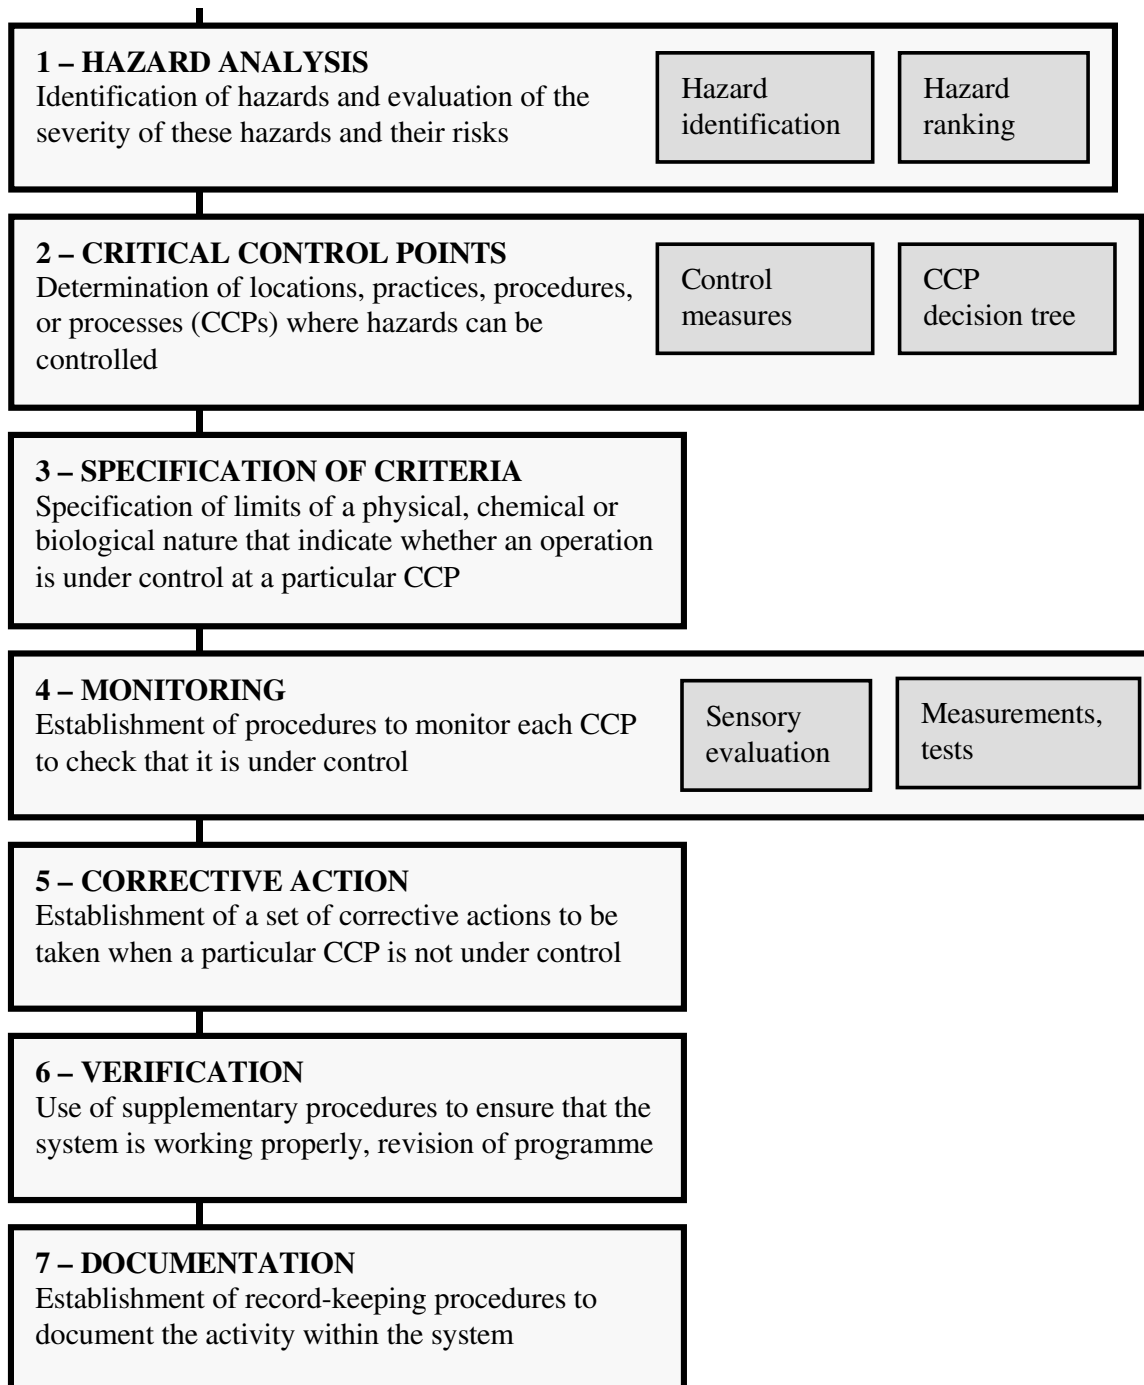 1 – HAZARD ANALYSIS
Identification of hazards and evaluation of the
severity of these hazards and their risks
Hazard
identification
Hazard
ranking
2 – CRITICAL CONTROL POINTS
Determination of locations, practices, procedures,
or processes (CCPs) where hazards can be
controlled
Control
measures
CCP
decision tree
3 – SPECIFICATION OF CRITERIA
Specification of limits of a physical, chemical or
biological nature that indicate whether an operation
is under control at a particular CCP
4 – MONITORING
Establishment of procedures to monitor each CCP
to check that it is under control
Sensory
evaluation
Measurements,
tests
5 – CORRECTIVE ACTION
Establishment of a set of corrective actions to be
taken when a particular CCP is not under control
6 – VERIFICATION
Use of supplementary procedures to ensure that the
system is working properly, revision of programme
7 – DOCUMENTATION
Establishment of record-keeping procedures to
document the activity within the system